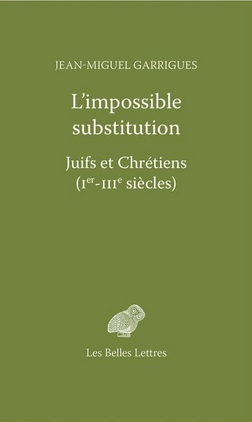 JEAN-MIGUEL GARRIGUES
L'impossible
substitution
Juifs et Chrétiens
(Iᵉʳ-IIIᵉ siècles)
Les Belles Lettres